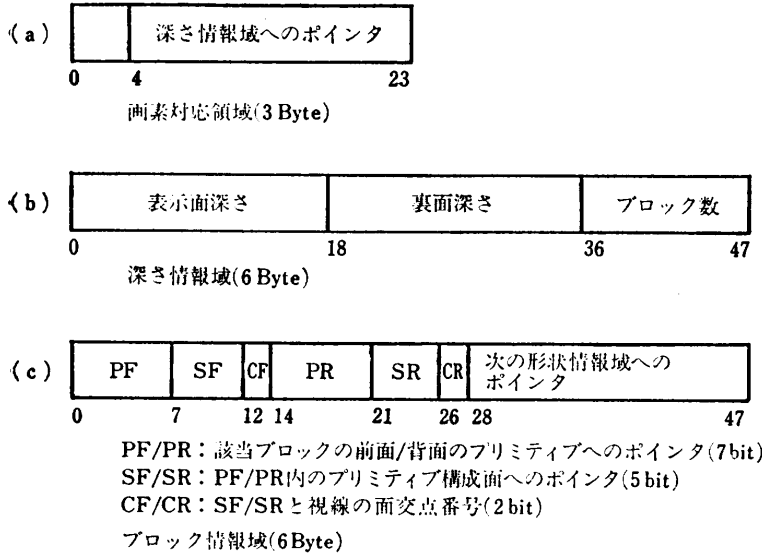 (a) 深さ情報域へのポインタ
0 4 23
画素対応領域(3 Byte)
(b) 表示面深さ 裏面深さ ブロック数
0 18 36 47
深さ情報域(6 Byte)
(c) PF SF CF PR SR CR 次の形状情報域への
ポインタ
0 7 12 14 21 26 28 47
PF/PR：該当ブロックの前面/背面のプリミティブへのポインタ(7bit)
SF/SR：PF/PR内のプリミティブ構成面へのポインタ(5bit)
CF/CR：SF/SRと視線の面交点番号(2bit)
ブロック情報域(6Byte)